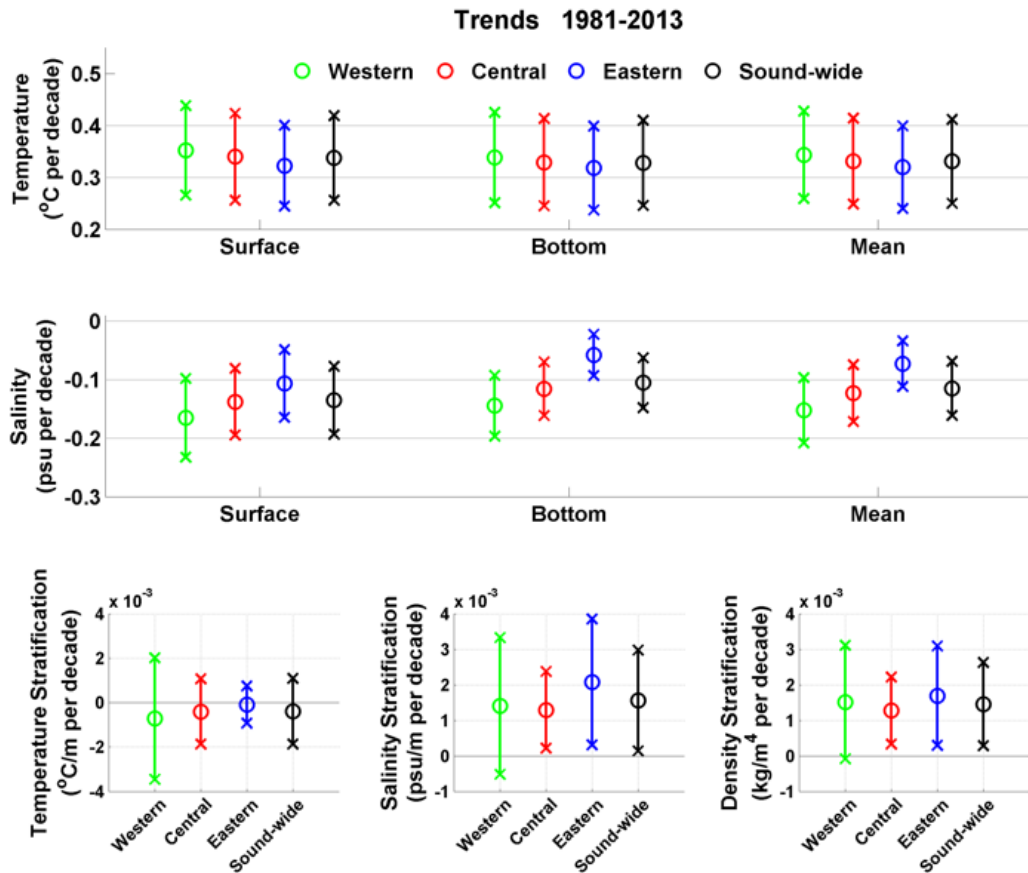 Trends 1981-2013
Western Central Eastern Sound-wide
Temperature
(°C per decade)
0.5
0.4
0.3
0.2
Surface Bottom Mean
Salinity
(psu per decade)
0
-0.1
-0.2
-0.3
Surface Bottom Mean
Temperature Stratification
(°C/m per decade)
x 10⁻³
4
2
0
-2
-4
Western Central Eastern Sound-wide
Salinity Stratification
(psu/m per decade)
x 10⁻³
4
3
2
1
0
-1
Western Central Eastern Sound-wide
Density Stratification
(kg/m⁴ per decade)
x 10⁻³
4
3
2
1
0
-1
Western Central Eastern Sound-wide